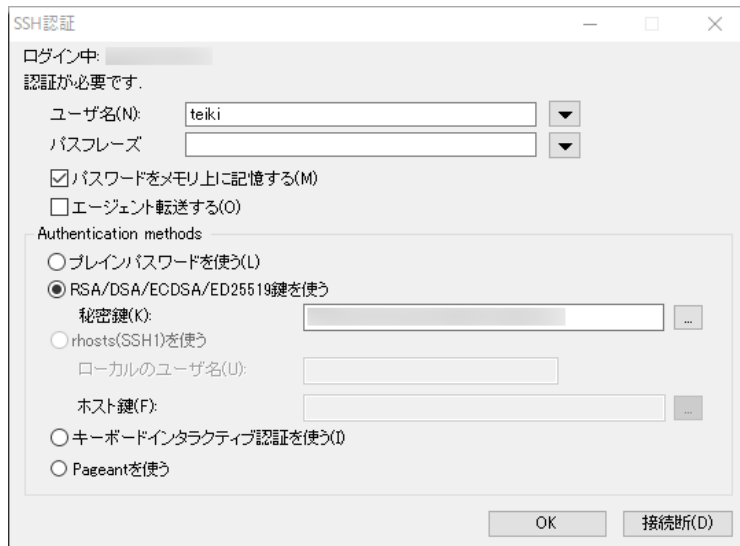 SSH認証
ログイン中:
認証が必要です.
ユーザ名(N): teiki
パスフレーズ
パスワードをメモリ上に記憶する(M)
エージェント転送する(O)
Authentication methods
プレインパスワードを使う(L)
RSA/DSA/ECDSA/ED25519鍵を使う
秘密鍵(K):
...
rhosts(SSH1)を使う
ローカルのユーザ名(U):
ホスト鍵(F):
...
キーボードインタラクティブ認証を使う(I)
Pageantを使う
OK 接続断(D)